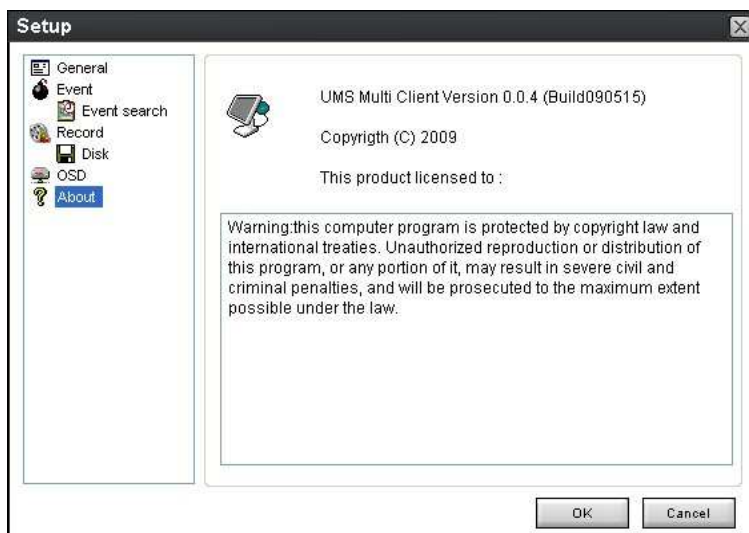 Setup
General
Event
Event search
Record
Disk
OSD
About
UMS Multi Client Version 0.0.4 (Build090515)
Copyrigth (C) 2009
This product licensed to :
Warning:this computer program is protected by copyright law and
international treaties. Unauthorized reproduction or distribution of
this program, or any portion of it, may result in severe civil and
criminal penalties, and will be prosecuted to the maximum extent
possible under the law.
OK
Cancel